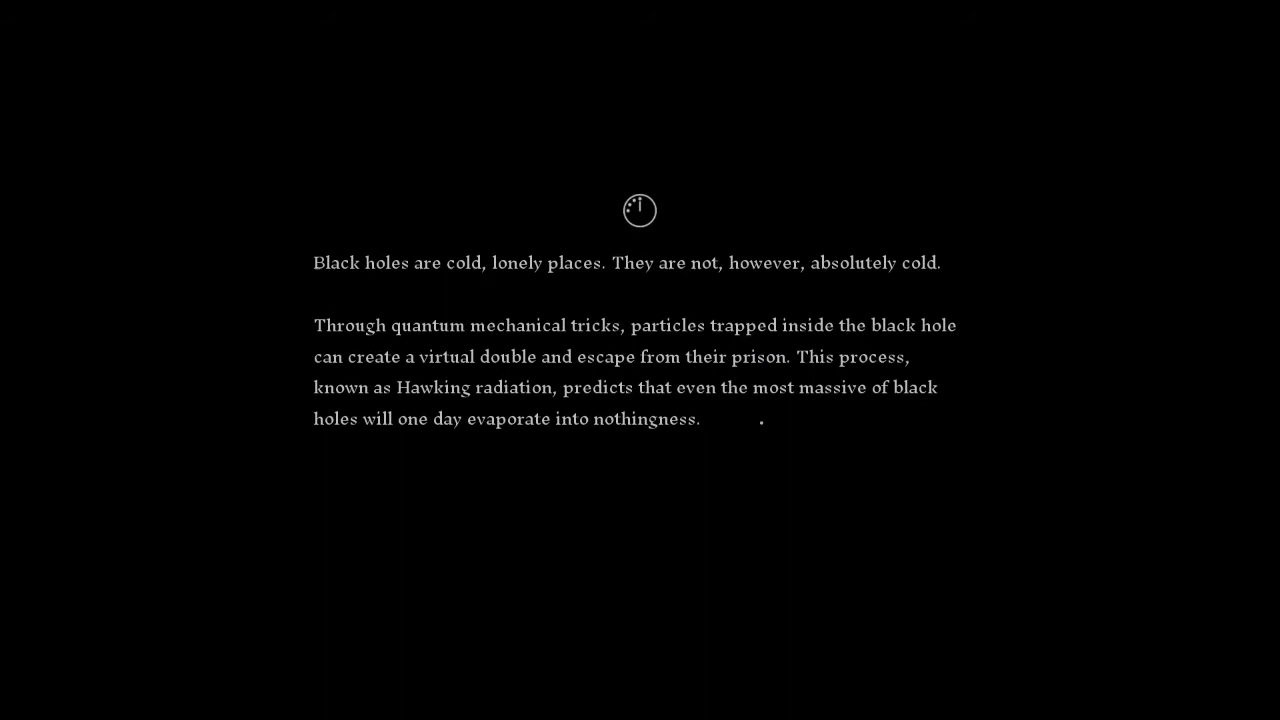 Black holes are cold, lonely places. They are not, however, absolutely cold.
Through quantum mechanical tricks, particles trapped inside the black hole
can create a virtual double and escape from their prison. This process,
known as Hawking radiation, predicts that even the most massive of black
holes will one day evaporate into nothingness.